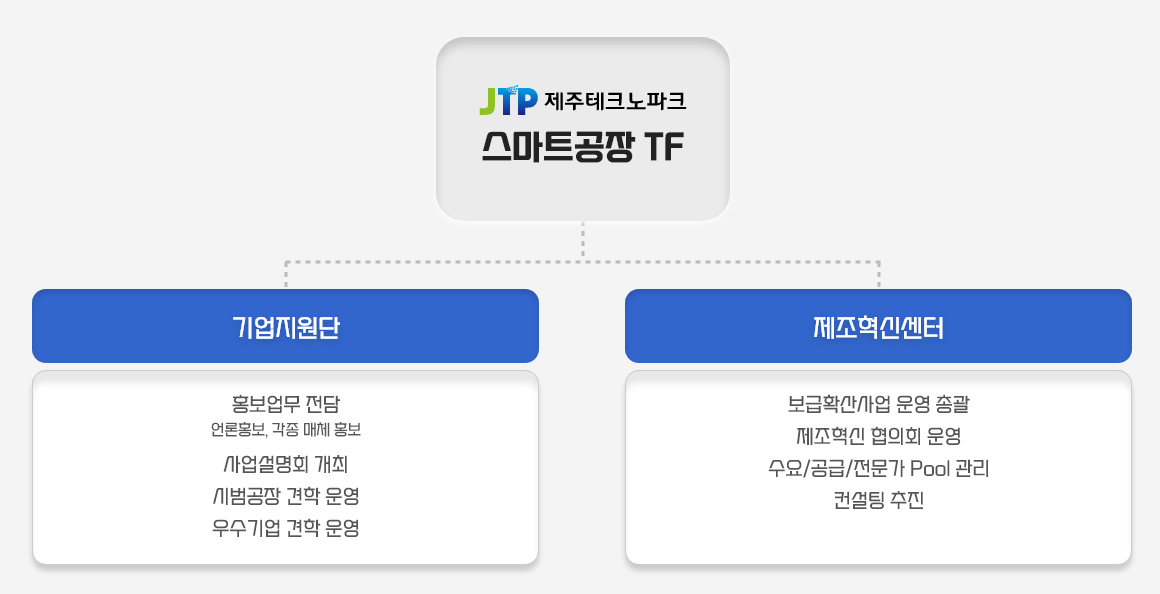 JTP 제주테크노파크
스마트공장 TF
기업지원단
홍보업무 전담
언론홍보, 각종 매체 홍보
사업설명회 개최
시범공장 견학 운영
우수기업 견학 운영
제조혁신센터
보급확산사업 운영 총괄
제조혁신 협의회 운영
수요/공급/전문가 Pool 관리
컨설팅 추진